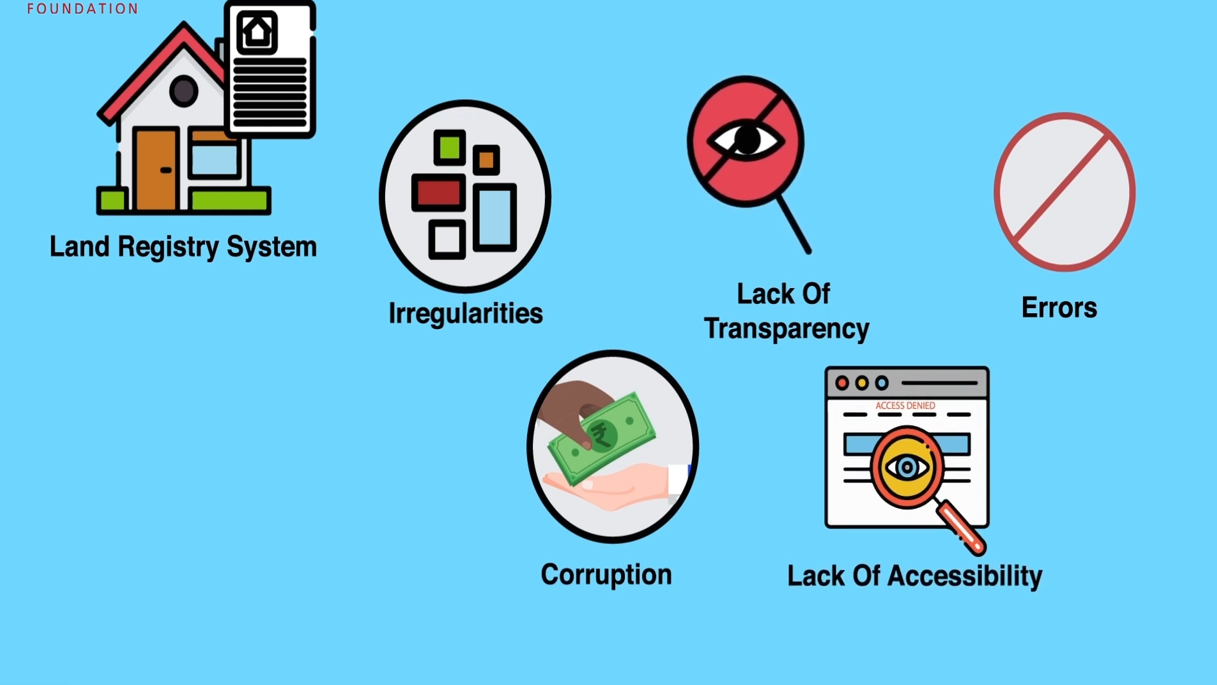 FOUNDATION
Land Registry System
Irregularities
Lack Of
Transparency
Errors
₹
Corruption
ACCESS DENIED
Lack Of Accessibility